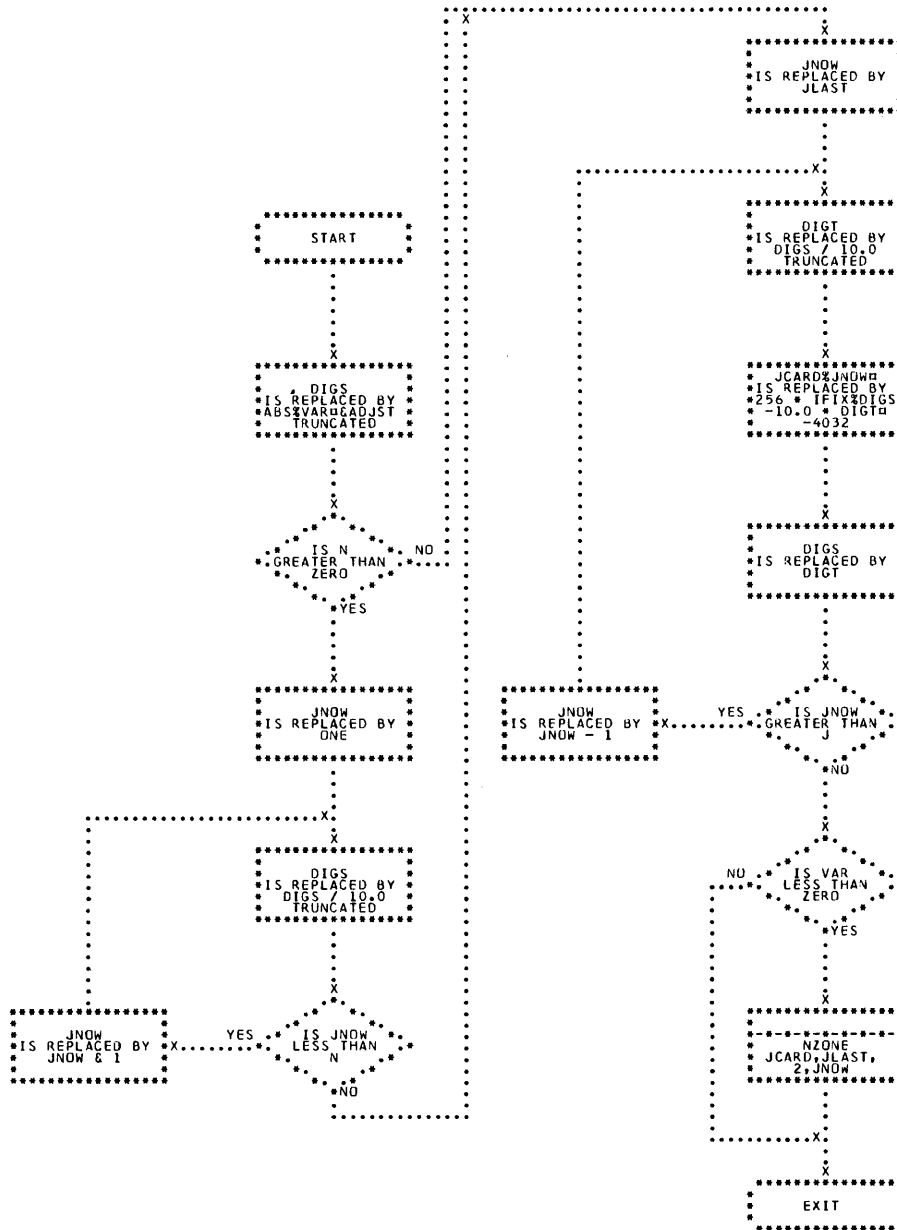 START
DIGS
IS REPLACED BY
ABS%VAR¤&ADJST
TRUNCATED
IS N
GREATER THAN
ZERO
NO
YES
JNOW
IS REPLACED BY
ONE
DIGS
IS REPLACED BY
DIGS / 10.0
TRUNCATED
IS JNOW
LESS THAN
N
YES
NO
JNOW
IS REPLACED BY
JNOW & 1
JNOW
IS REPLACED BY
JLAST
DIGT
IS REPLACED BY
DIGS / 10.0
TRUNCATED
JCARD%JNOW¤
IS REPLACED BY
256 * IFIX%DIGS
-10.0 * DIGT¤
-4032
DIGS
IS REPLACED BY
DIGT
IS JNOW
GREATER THAN
J
YES
NO
JNOW
IS REPLACED BY
JNOW - 1
IS VAR
LESS THAN
ZERO
NO
YES
NZONE
JCARD,JLAST,
2,JNOW
EXIT